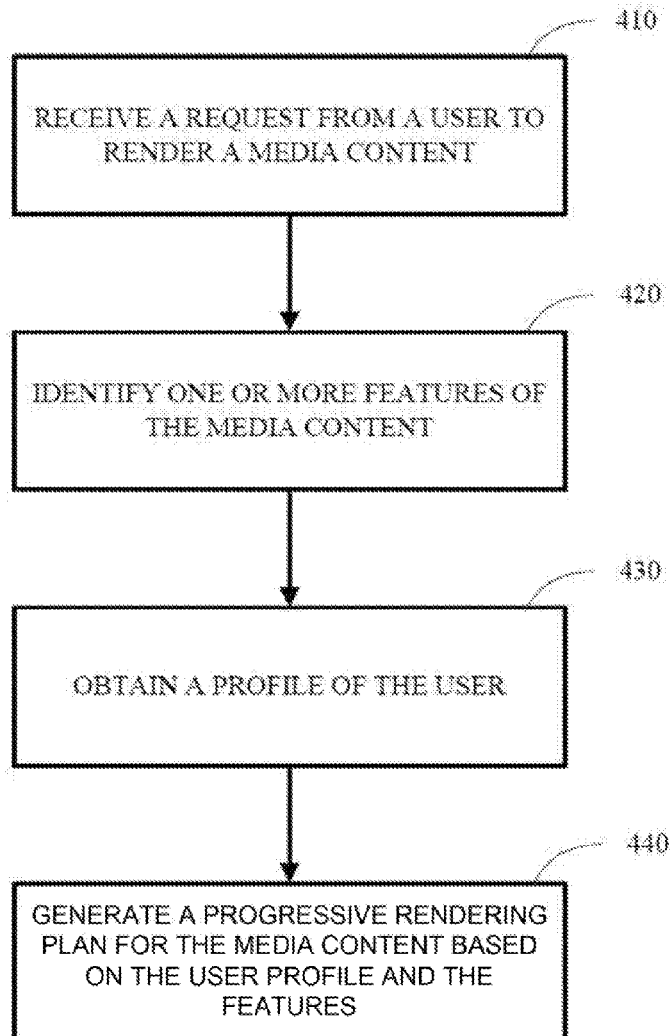 410
RECEIVE A REQUEST FROM A USER TO
RENDER A MEDIA CONTENT
420
IDENTIFY ONE OR MORE FEATURES OF
THE MEDIA CONTENT
430
OBTAIN A PROFILE OF THE USER
440
GENERATE A PROGRESSIVE RENDERING
PLAN FOR THE MEDIA CONTENT BASED
ON THE USER PROFILE AND THE
FEATURES